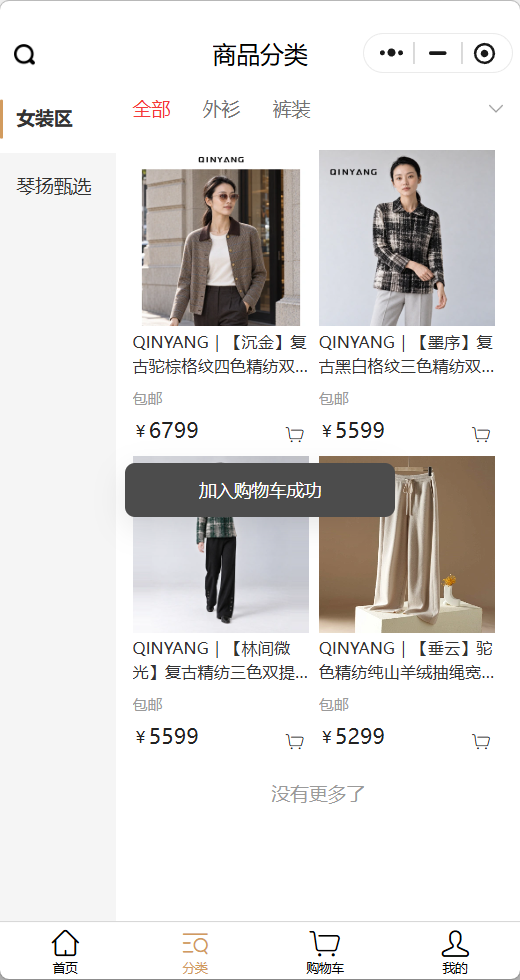 商品分类
女装区
全部 外衫 裤装
琴扬甄选
QINYANG
QINYANG
QINYANG｜【沉金】复
古驼棕格纹四色精纺双...
包邮
￥6799
QINYANG｜【墨序】复
古黑白格纹三色精纺双...
包邮
￥5599
加入购物车成功
QINYANG｜【林间微
光】复古精纺三色双提...
包邮
￥5599
QINYANG｜【垂云】驼
色精纺纯山羊绒抽绳宽...
包邮
￥5299
没有更多了
首页
分类
购物车
我的